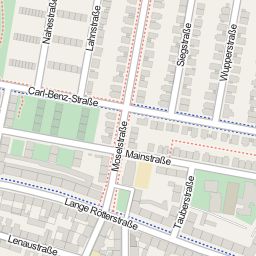 Nahestraße
Lahnstraße
Siegstraße
Wupperstraße
Carl-Benz-Straße
Moselstraße
Mainstraße
Tauberstraße
Lange Rötterstraße
Lenaustraße